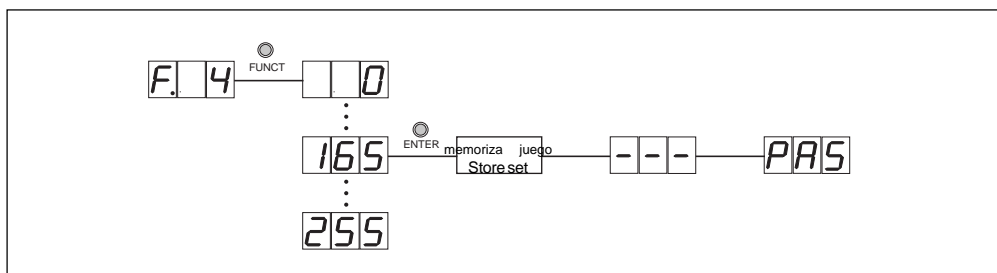 FUNCT
F. 4 0
ENTER
165 memoriza juego - - - PAS
Store set
255